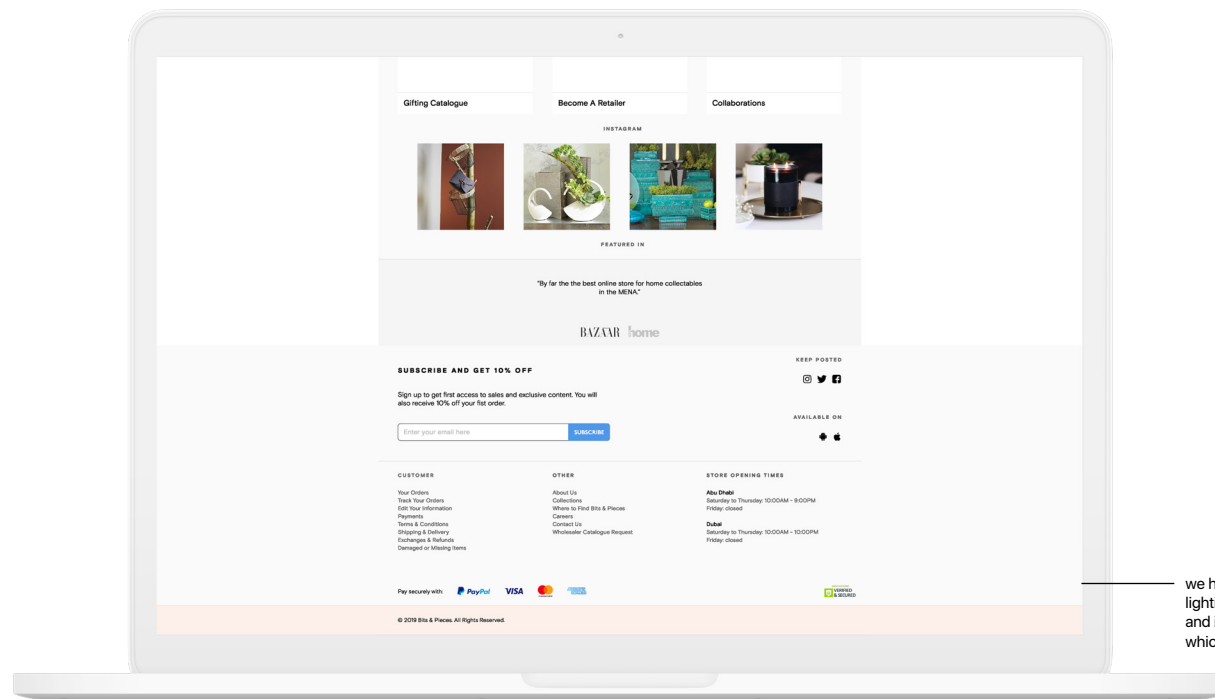 Gifting Catalogue
Become A Retailer
Collaborations
INSTAGRAM
FEATURED IN
"By far the the best online store for home collectables
in the MENA."
BAZAAR home
SUBSCRIBE AND GET 10% OFF
Sign up to get first access to sales and exclusive content. You will
also receive 10% off your fist order.
Enter your email here
SUBSCRIBE
KEEP POSTED
AVAILABLE ON
CUSTOMER
Your Orders
Track Your Orders
Edit Your Information
Payments
Terms & Conditions
Shipping & Delivery
Exchanges & Refunds
Damaged or Missing Items
OTHER
About Us
Collections
Where to Find Bits & Pieces
Careers
Contact Us
Wholesaler Catalogue Request
STORE OPENING TIMES
Abu Dhabi
Saturday to Thursday: 10:00AM - 9:00PM
Friday: closed
Dubai
Saturday to Thursday: 10:00AM - 10:00PM
Friday: closed
Pay securely with:
PayPal
VISA
VERIFIED
& SECURED
© 2019 Bits & Pieces. All Rights Reserved.
we h
lighti
and i
whic